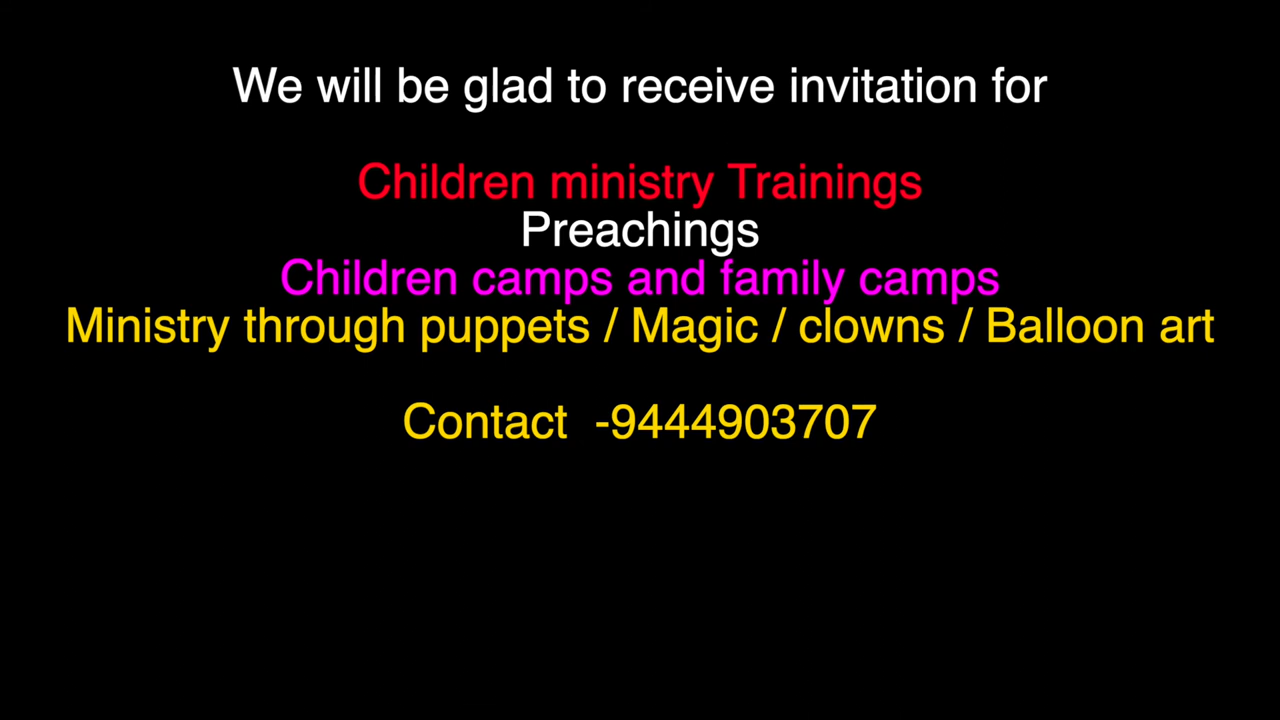 We will be glad to receive invitation for
Children ministry Trainings
Preachings
Children camps and family camps
Ministry through puppets / Magic / clowns / Balloon art
Contact  -9444903707